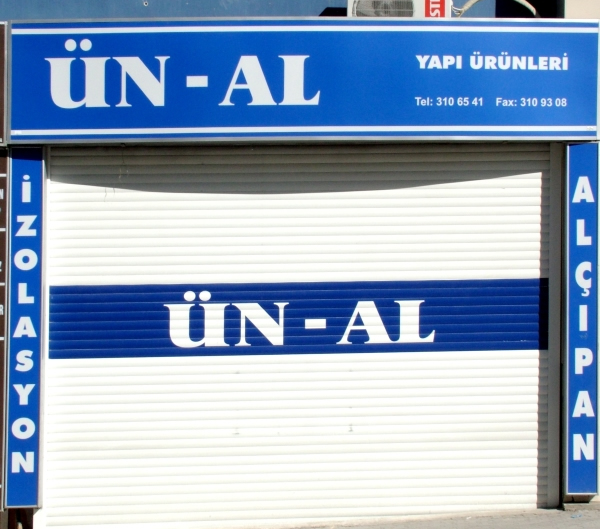 ÜN - AL
YAPI ÜRÜNLERİ
Tel: 310 65 41 Fax: 310 93 08
İZOLASYON
ÜN - AL
ALÇIPAN